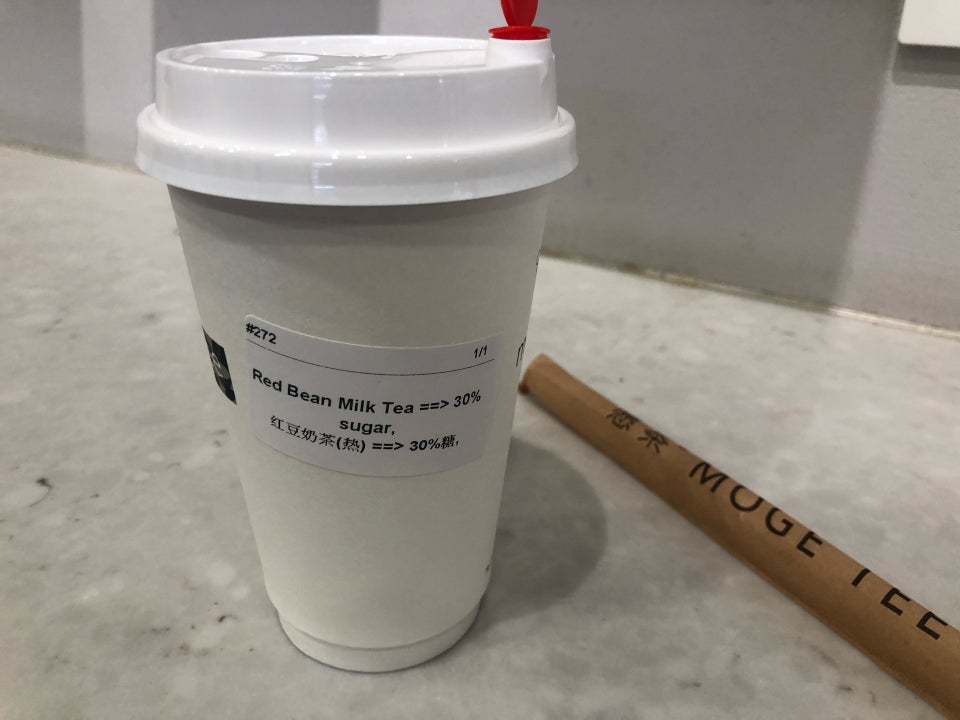 #272
1/1
Red Bean Milk Tea ==> 30%
sugar,
红豆奶茶(热) ==> 30%糖,
MOGE TEE